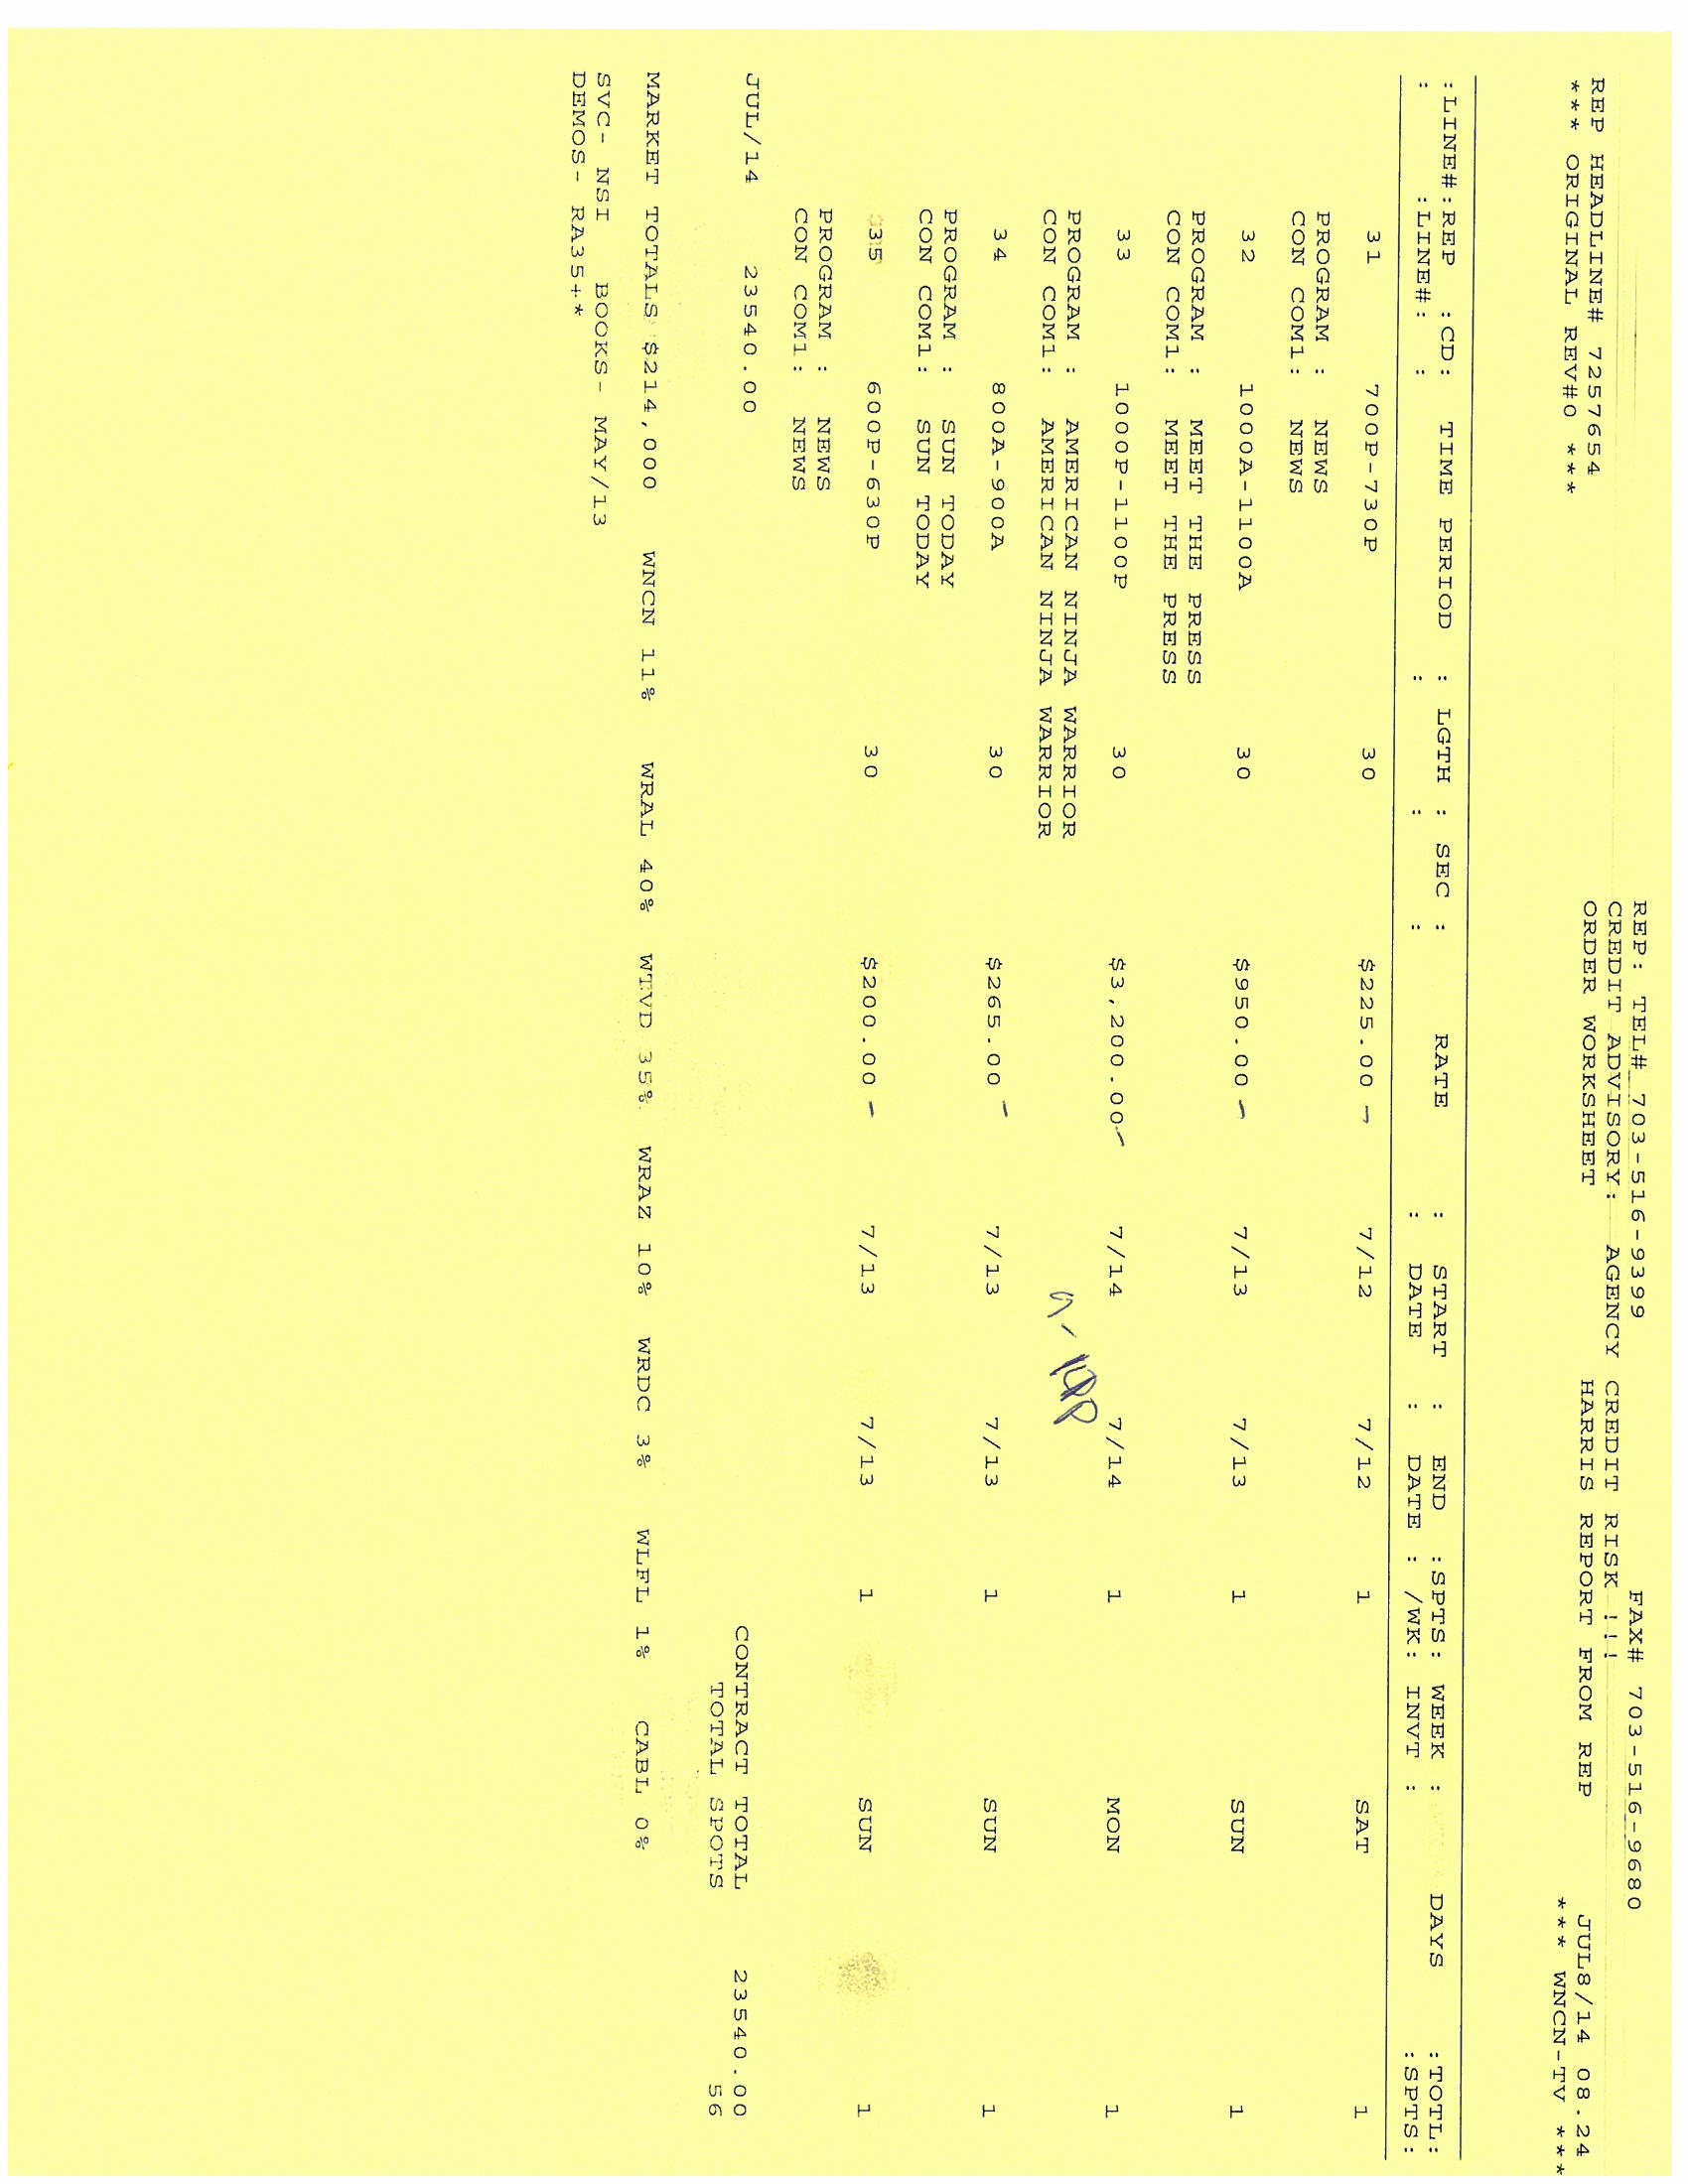 REP: TEL# 703-516-9399 FAX# 703-516-9680
CREDIT ADVISORY: AGENCY CREDIT RISK !!!
REP HEADLINE# 7257654 ORDER WORKSHEET HARRIS REPORT FROM REP JUL8/14 08.24
*** ORIGINAL REV#0 *** *** WNCN-TV ***
:LINE#:REP :CD: TIME PERIOD : LGTH : SEC : RATE : START : END :SPTS: WEEK : DAYS :TOTL:
: :LINE#: : : : : : DATE : DATE : /WK: INVT : :SPTS:
31 700P-730P 30 $225.00 7/12 7/12 1 SAT 1
PROGRAM : NEWS
CON COM1: NEWS
32 1000A-1100A 30 $950.00 - 7/13 7/13 1 SUN 1
PROGRAM : MEET THE PRESS
CON COM1: MEET THE PRESS
33 1000P-1100P 30 $3,200.00 - 7/14 7/14 1 MON 1
PROGRAM : AMERICAN NINJA WARRIOR
CON COM1: AMERICAN NINJA WARRIOR
34 800A-900A 30 $265.00 - 7/13 7/13 1 SUN 1
PROGRAM : SUN TODAY
CON COM1: SUN TODAY
35 600P-630P 30 $200.00 - 7/13 7/13 1 SUN 1
PROGRAM : NEWS
CON COM1: NEWS
JUL/14 23540.00 CONTRACT TOTAL 23540.00
TOTAL SPOTS 56
MARKET TOTALS $214,000 WNCN 11% WRAL 40% WTVD 35% WRAZ 10% WRDC 3% WLFL 1% CABL 0%
SVC- NSI BOOKS- MAY/13
DEMOS- RA35+*